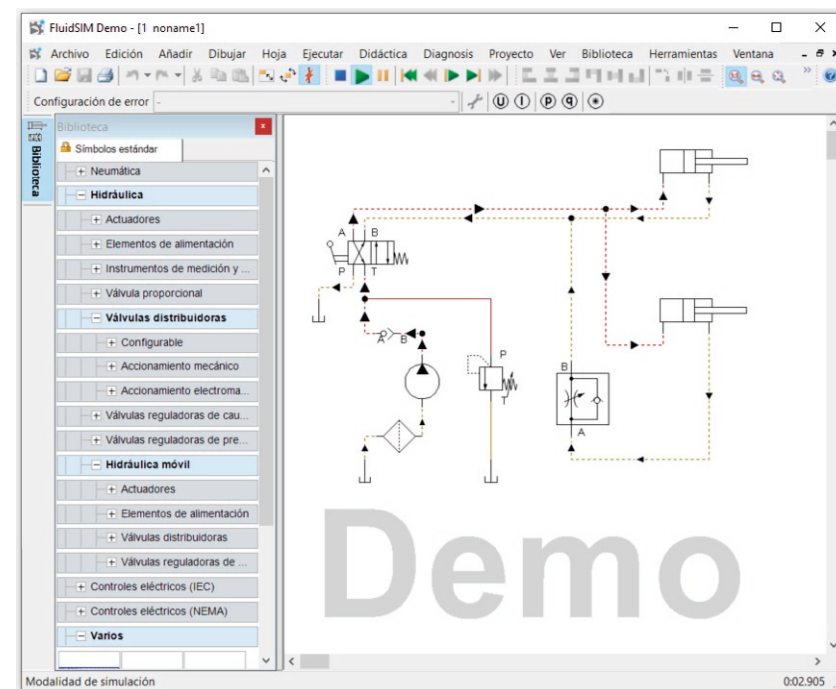 FluidSIM Demo - [1 noname1]
Archivo Edición Añadir Dibujar Hoja Ejecutar Didáctica Diagnosis Proyecto Ver Biblioteca Herramientas Ventana
Configuración de error -
Biblioteca
Biblioteca
Símbolos estándar
Neumática
Hidráulica
Actuadores
Elementos de alimentación
Instrumentos de medición y ...
Válvula proporcional
Válvulas distribuidoras
Configurable
Accionamiento mecánico
Accionamiento electroma...
Válvulas reguladoras de cau...
Válvulas reguladoras de pre...
Hidráulica móvil
Actuadores
Elementos de alimentación
Válvulas distribuidoras
Válvulas reguladoras de ...
Controles eléctricos (IEC)
Controles eléctricos (NEMA)
Varios
A B
P T
A B
P
T
B
A
Demo
Modalidad de simulación 0:02.905